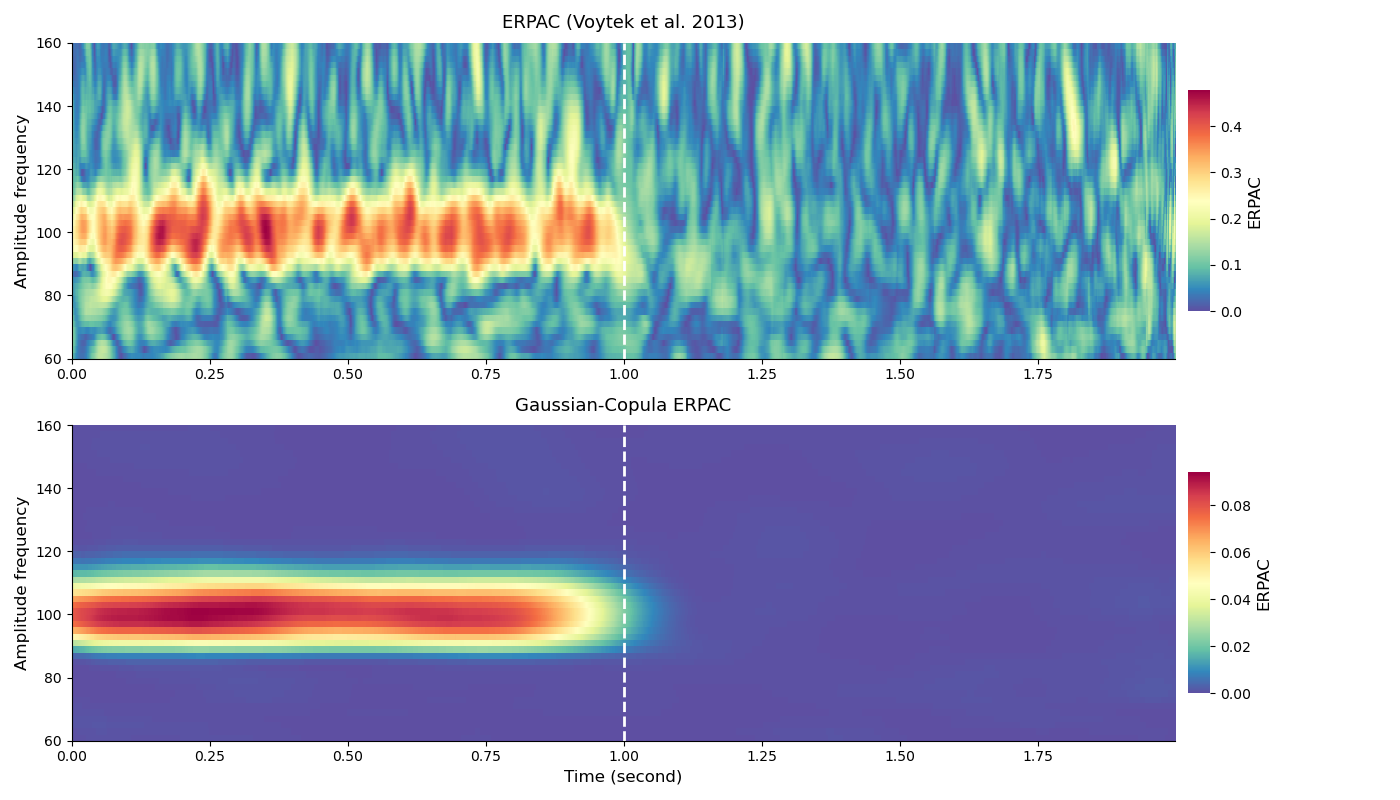 ERPAC (Voytek et al. 2013)
Amplitude frequency
160
140
120
100
80
60
0.00 0.25 0.50 0.75 1.00 1.25 1.50 1.75
0.4
0.3
0.2
0.1
0.0
ERPAC
Gaussian-Copula ERPAC
Amplitude frequency
160
140
120
100
80
60
0.00 0.25 0.50 0.75 1.00 1.25 1.50 1.75
Time (second)
0.08
0.06
0.04
0.02
0.00
ERPAC